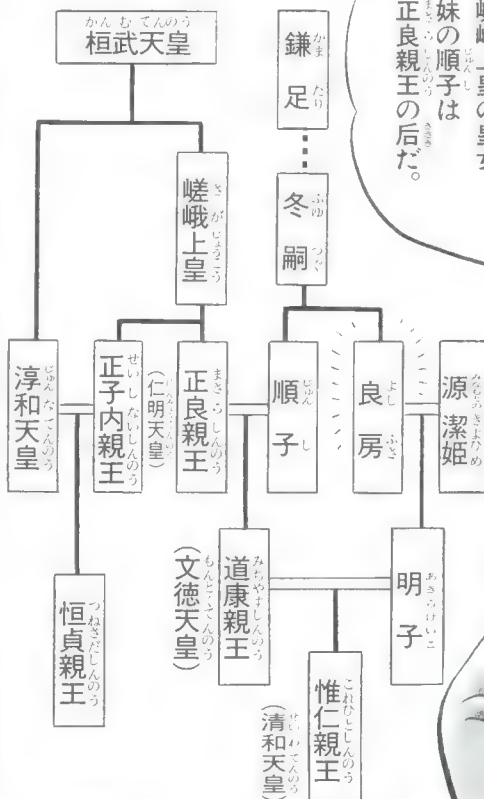 嵯峨上皇の皇女
妹の順子は
正良親王の后だ。
桓武天皇
鎌足
嵯峨上皇
冬嗣
源潔姫
良房
順子
正良親王
(仁明天皇)
正子内親王
淳和天皇
明子
道康親王
(文徳天皇)
恒貞親王
惟仁親王
(清和天皇)